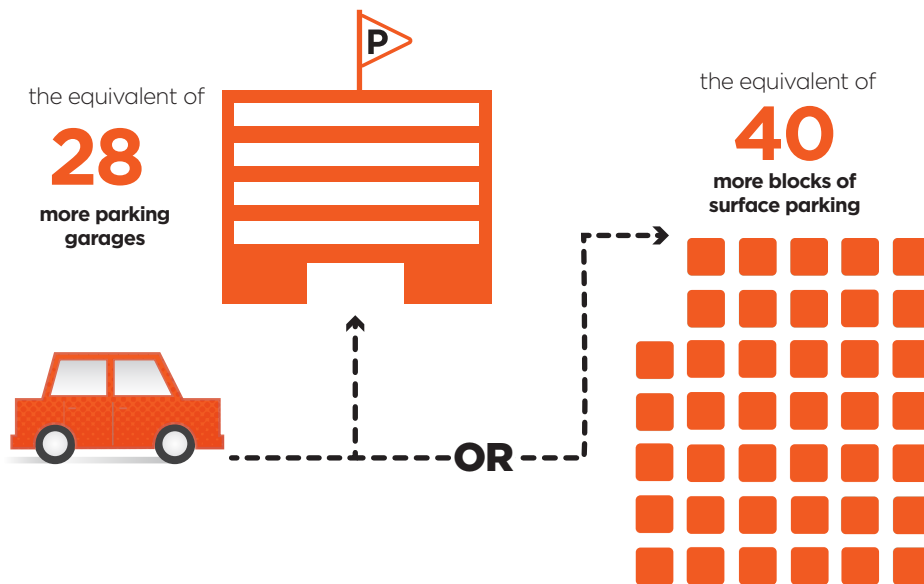 the equivalent of
28
more parking
garages
P
OR
the equivalent of
40
more blocks of
surface parking